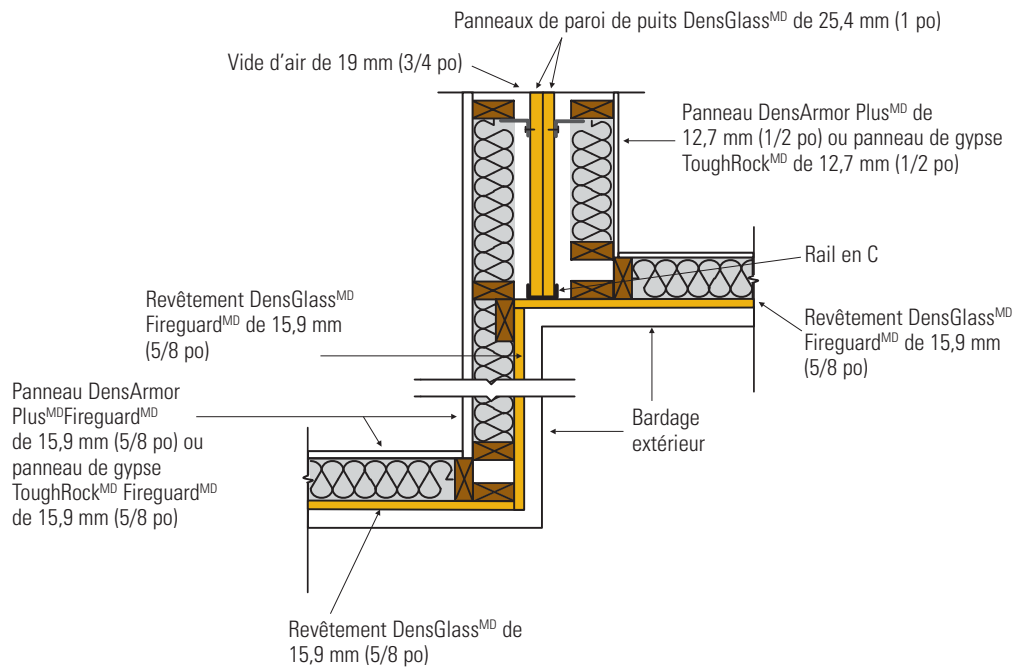 Panneaux de paroi de puits DensGlassMD de 25,4 mm (1 po)
Vide d'air de 19 mm (3/4 po)
Panneau DensArmor PlusMD de
12,7 mm (1/2 po) ou panneau de gypse
ToughRockMD de 12,7 mm (1/2 po)
Rail en C
Revêtement DensGlassMD
FireguardMD de 15,9 mm
(5/8 po)
Revêtement DensGlassMD
FireguardMD de 15,9 mm
(5/8 po)
Panneau DensArmor
PlusMDFireguardMD
de 15,9 mm (5/8 po) ou
panneau de gypse
ToughRockMD FireguardMD
de 15,9 mm (5/8 po)
Bardage
extérieur
Revêtement DensGlassMD de
15,9 mm (5/8 po)